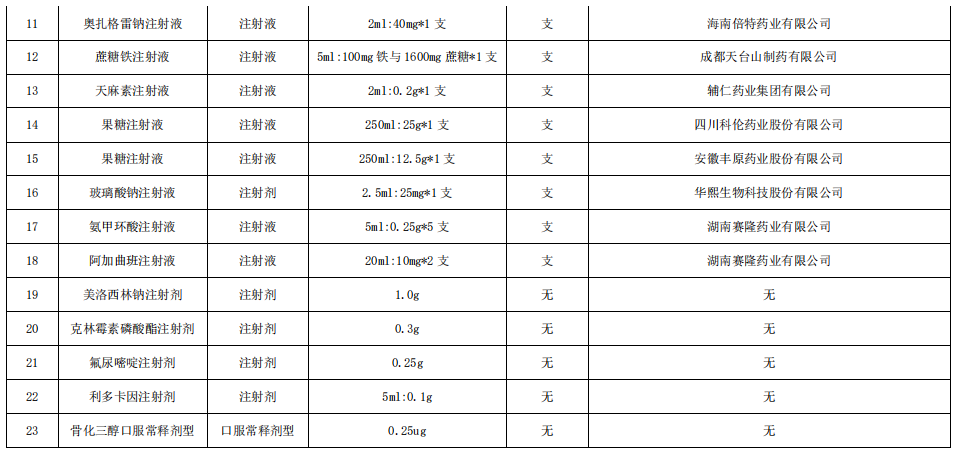 11 奥扎格雷钠注射液 注射液 2ml:40mg*1 支 支 海南倍特药业有限公司
12 蔗糖铁注射液 注射液 5ml:100mg 铁与 1600mg 蔗糖*1 支 支 成都天台山制药有限公司
13 天麻素注射液 注射液 2ml:0.2g*1 支 支 辅仁药业集团有限公司
14 果糖注射液 注射液 250ml:25g*1 支 支 四川科伦药业股份有限公司
15 果糖注射液 注射液 250ml:12.5g*1 支 支 安徽丰原药业股份有限公司
16 玻璃酸钠注射液 注射剂 2.5ml:25mg*1 支 支 华熙生物科技股份有限公司
17 氨甲环酸注射液 注射液 5ml:0.25g*5 支 支 湖南赛隆药业有限公司
18 阿加曲班注射液 注射液 20ml:10mg*2 支 支 湖南赛隆药业有限公司
19 美洛西林钠注射剂 注射剂 1.0g 无 无
20 克林霉素磷酸酯注射剂 注射剂 0.3g 无 无
21 氟尿嘧啶注射剂 注射剂 0.25g 无 无
22 利多卡因注射剂 注射剂 5ml:0.1g 无 无
23 骨化三醇口服常释剂型 口服常释剂型 0.25ug 无 无